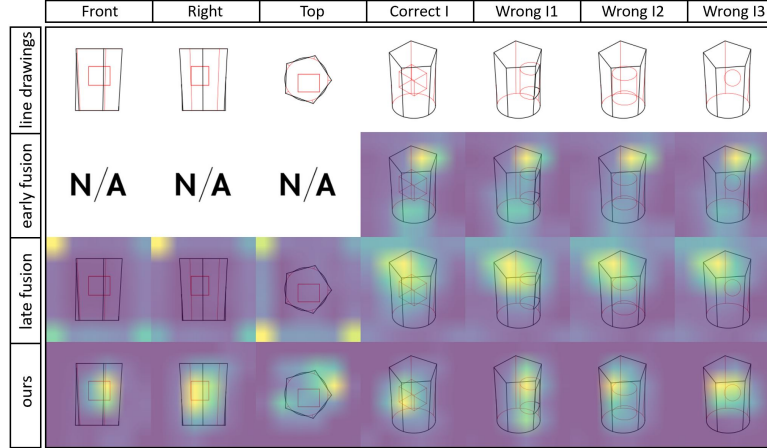 Front Right Top Correct I Wrong I1 Wrong I2 Wrong I3
line drawings
early fusion
N/A N/A N/A
late fusion
ours